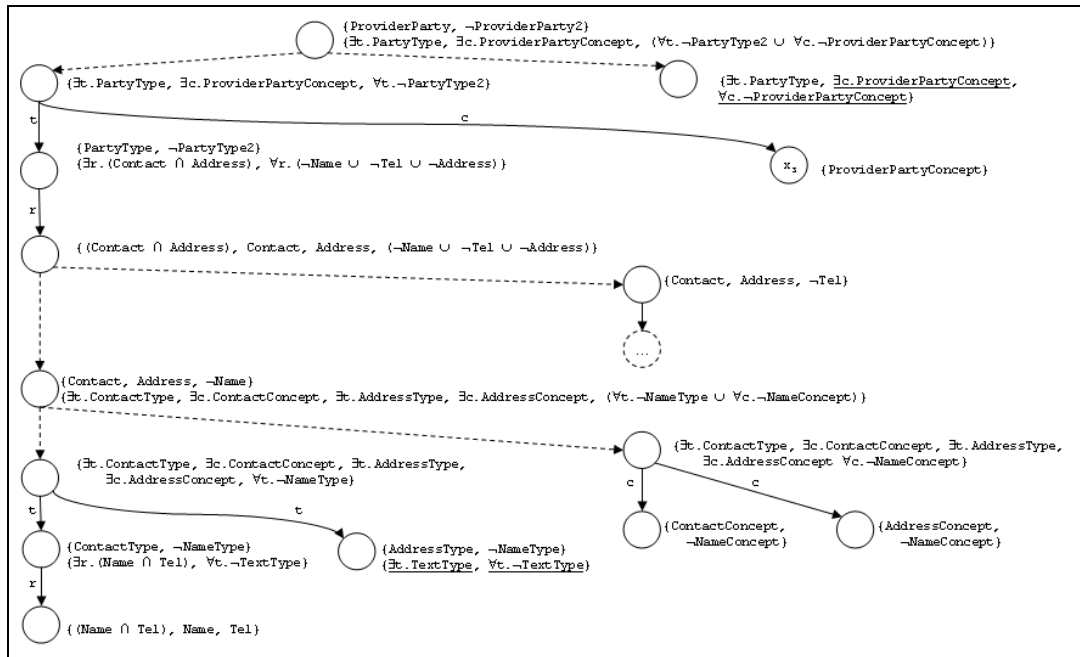 {ProviderParty, ¬ProviderParty2}
{∃t.PartyType, ∃c.ProviderPartyConcept, (∀t.¬PartyType2 ∪ ∀c.¬ProviderPartyConcept)}
{∃t.PartyType, ∃c.ProviderPartyConcept, ∀t.¬PartyType2}
{∃t.PartyType, ∃c.ProviderPartyConcept,
∀c.¬ProviderPartyConcept}
t
c
{PartyType, ¬PartyType2}
{∃r.(Contact ∩ Address), ∀r.(¬Name ∪ ¬Tel ∪ ¬Address)}
x₃
{ProviderPartyConcept}
r
{(Contact ∩ Address), Contact, Address, (¬Name ∪ ¬Tel ∪ ¬Address)}
{Contact, Address, ¬Tel}
...
{Contact, Address, ¬Name}
{∃t.ContactType, ∃c.ContactConcept, ∃t.AddressType, ∃c.AddressConcept, (∀t.¬NameType ∪ ∀c.¬NameConcept)}
{∃t.ContactType, ∃c.ContactConcept, ∃t.AddressType,
∃c.AddressConcept, ∀t.¬NameType}
{∃t.ContactType, ∃c.ContactConcept, ∃t.AddressType,
∃c.AddressConcept ∀c.¬NameConcept}
t
t
c
c
{ContactType, ¬NameType}
{∃r.(Name ∩ Tel), ∀t.¬TextType}
{AddressType, ¬NameType}
{∃t.TextType, ∀t.¬TextType}
{ContactConcept,
¬NameConcept}
{AddressConcept,
¬NameConcept}
r
{(Name ∩ Tel), Name, Tel}